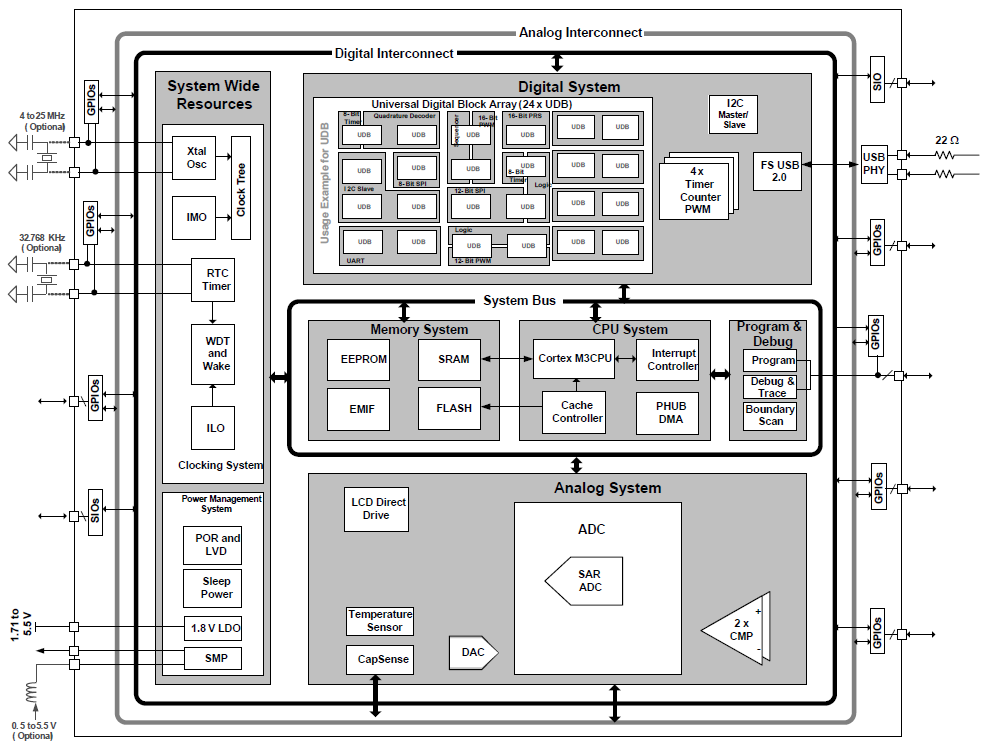 Analog Interconnect
Digital Interconnect
System Wide
Resources
Digital System
Universal Digital Block Array (24 x UDB)
Usage Example for UDB
8- Bit
Timer
Quadrature Decoder
Sequencer
16- Bit
PWM
16- Bit PRS
UDB
UDB
UDB
UDB
UDB
UDB
UDB
UDB
UDB
UDB
8- Bit
Timer
Logic
UDB
UDB
I2C Slave
8- Bit SPI
12- Bit SPI
UDB
UDB
UDB
UDB
UDB
UDB
Logic
UDB
UDB
UDB
UDB
UDB
UDB
UART
12- Bit PWM
I2C
Master/
Slave
4 x
Timer
Counter
PWM
FS USB
2.0
USB
PHY
22 Ω
SIO
GPIOs
GPIOs
GPIOs
GPIOs
4 to 25 MHz
( Optional)
GPIOs
Xtal
Osc
IMO
Clock Tree
32.768 KHz
( Optional)
GPIOs
RTC
Timer
WDT
and
Wake
ILO
Clocking System
GPIOs
SIOs
Power Management
System
POR and
LVD
Sleep
Power
1.8 V LDO
SMP
1.71 to
5.5 V
0. 5 to 5.5 V
( Optional)
System Bus
Memory System
EEPROM
SRAM
EMIF
FLASH
CPU System
Cortex M3CPU
Interrupt
Controller
Cache
Controller
PHUB
DMA
Program &
Debug
Program
Debug &
Trace
Boundary
Scan
Analog System
LCD Direct
Drive
ADC
SAR
ADC
Temperature
Sensor
CapSense
DAC
+
2 x
CMP
-